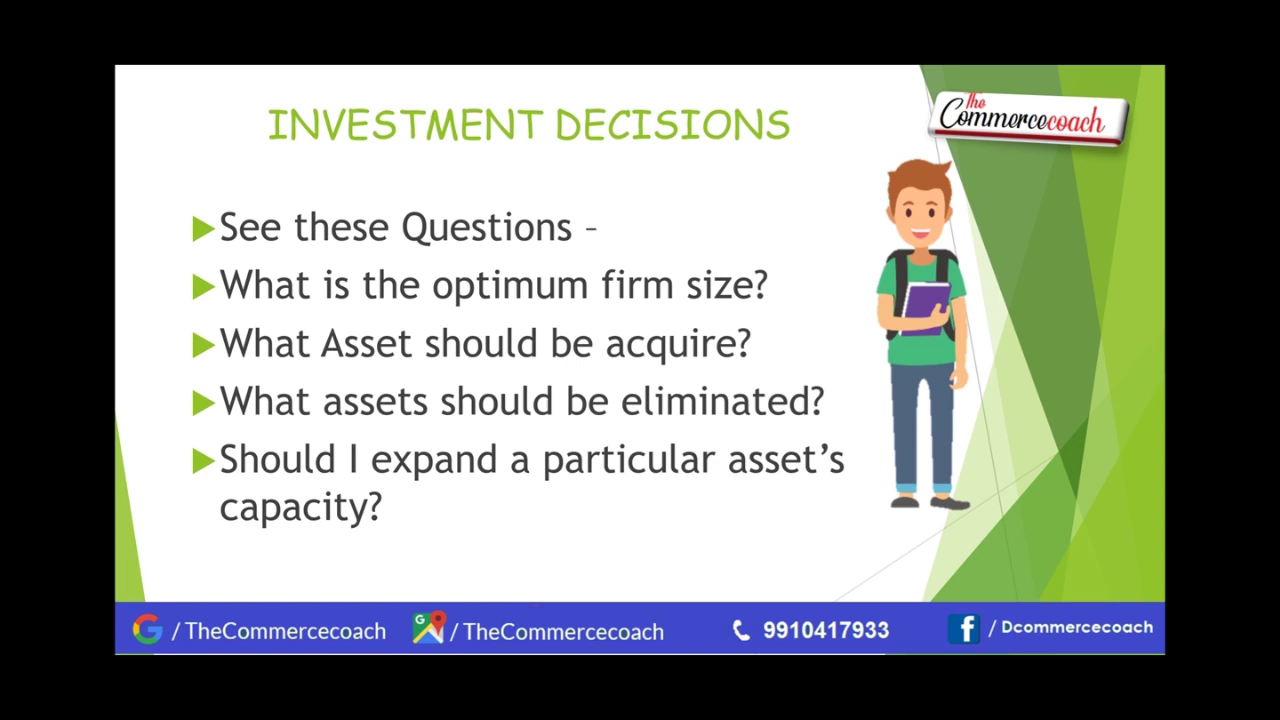 INVESTMENT DECISIONS
The
Commercecoach
See these Questions –
What is the optimum firm size?
What Asset should be acquire?
What assets should be eliminated?
Should I expand a particular asset’s
capacity?
/ TheCommercecoach
/ TheCommercecoach
9910417933
/ Dcommercecoach